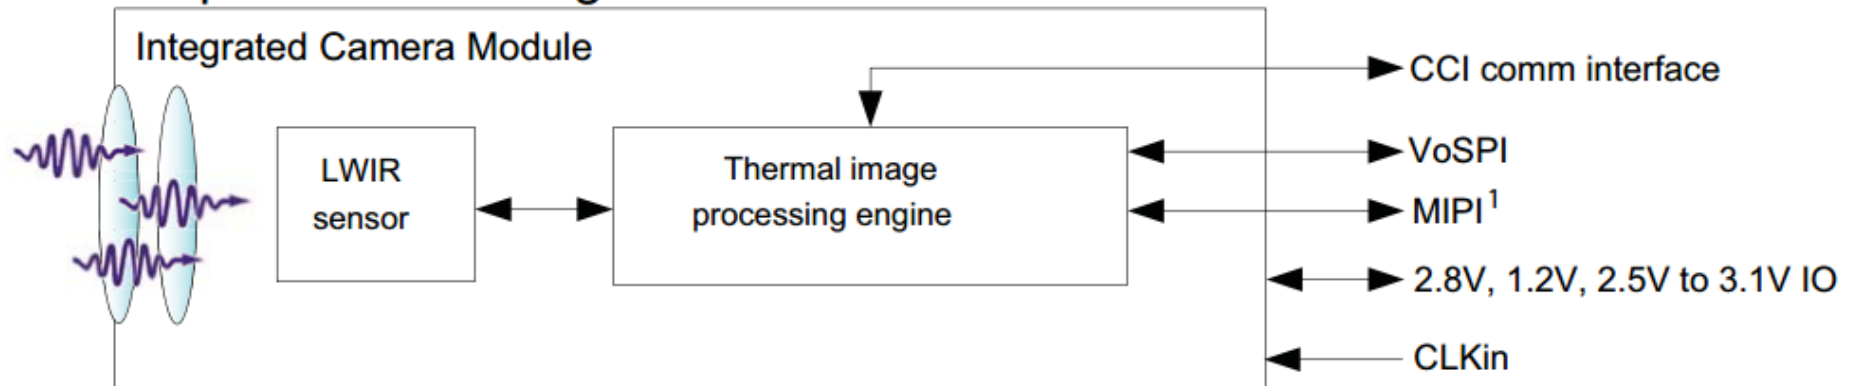 Integrated Camera Module
LWIR
sensor
Thermal image
processing engine
CCI comm interface
VoSPI
MIPI1
2.8V, 1.2V, 2.5V to 3.1V IO
CLKin